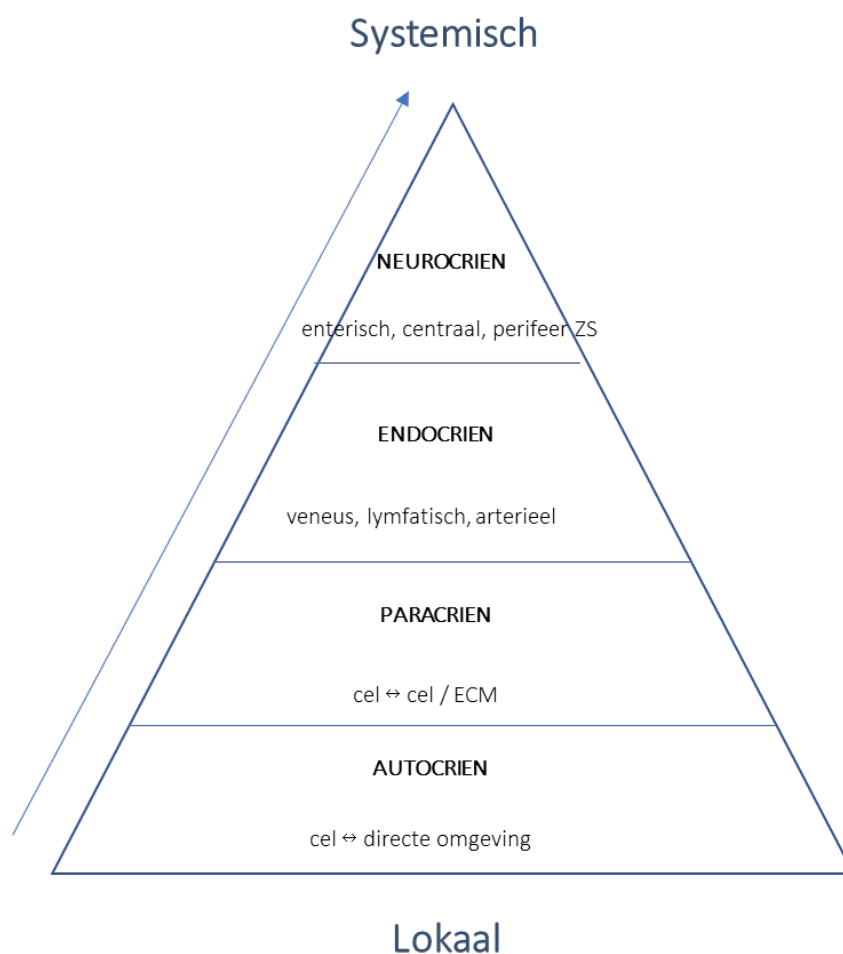 Systemisch
NEUROCRIEN
enterisch, centraal, perifeer ZS
ENDOCRIEN
veneus, lymfatisch, arterieel
PARACRIEN
cel ↔ cel / ECM
AUTOCRIEN
cel ↔ directe omgeving
Lokaal